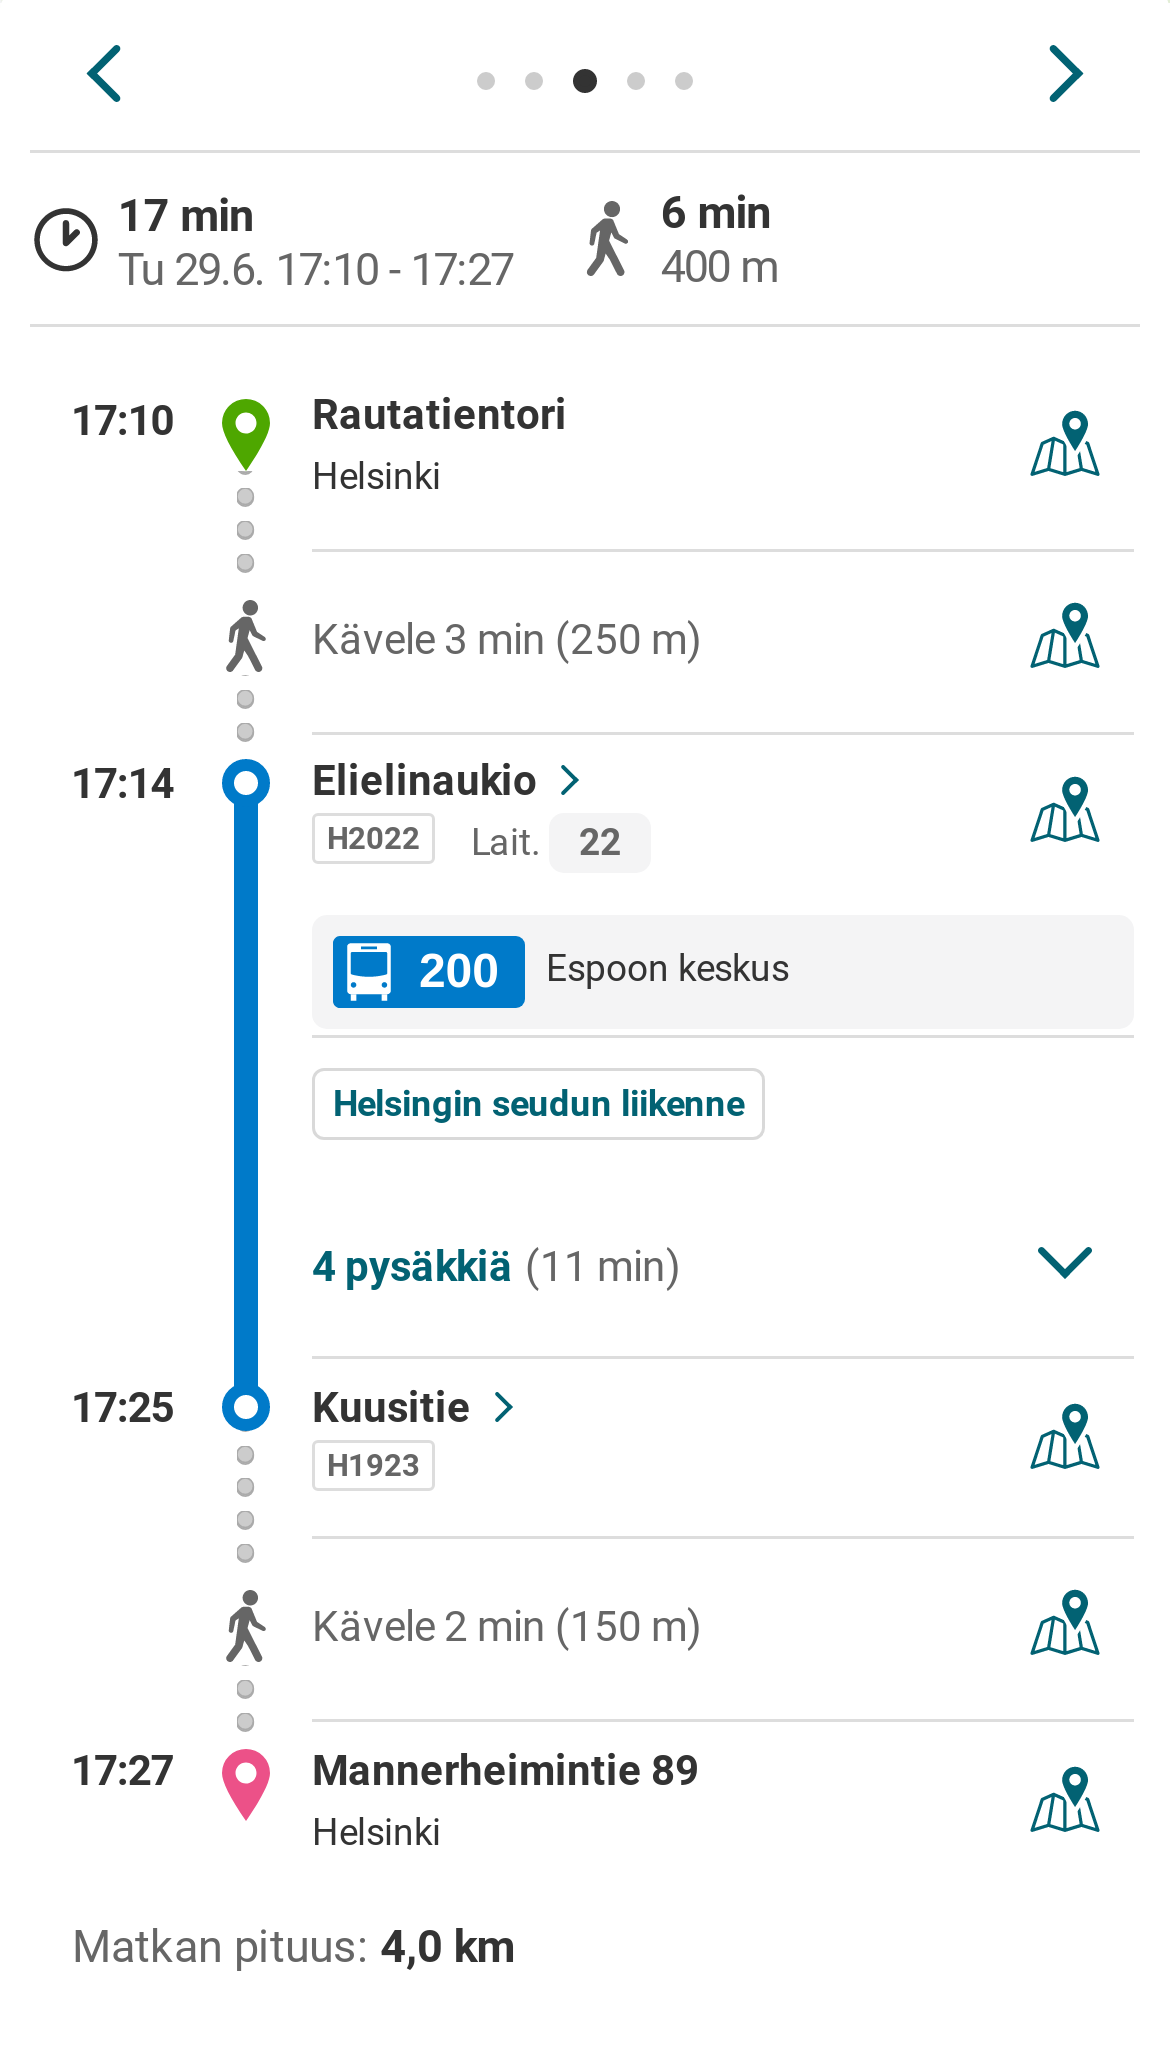 17 min
Tu 29.6. 17:10 - 17:27
6 min
400 m
17:10
Rautatientori
Helsinki
Kävele 3 min (250 m)
17:14
Elielinaukio
H2022 Lait. 22
200 Espoon keskus
Helsingin seudun liikenne
4 pysäkkiä (11 min)
17:25
Kuusitie
H1923
Kävele 2 min (150 m)
17:27
Mannerheimintie 89
Helsinki
Matkan pituus: 4,0 km